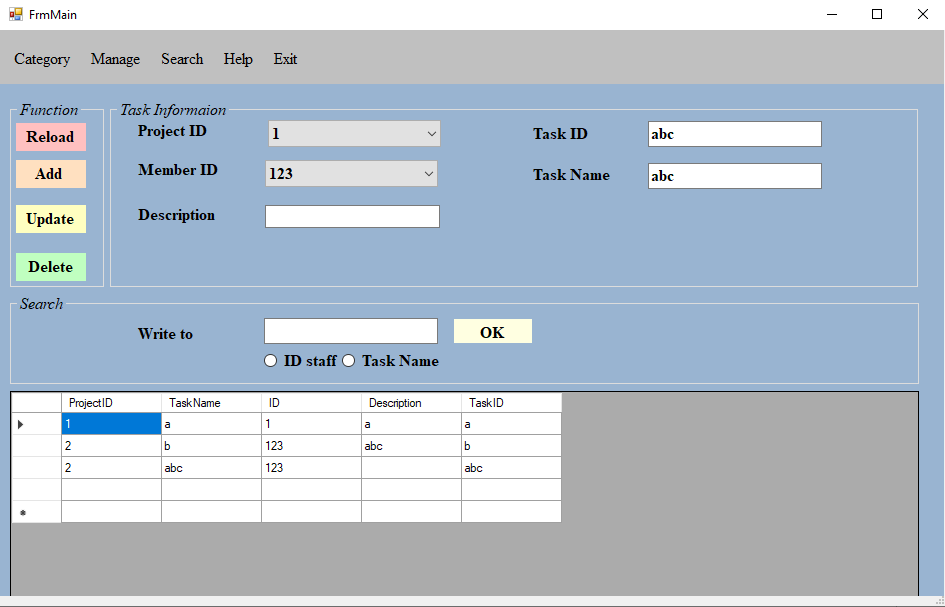 FrmMain
Category Manage Search Help Exit
Function
Reload
Add
Update
Delete
Task Informaion
Project ID 1 Task ID abc
Member ID 123 Task Name abc
Description
Search
Write to OK
ID staff Task Name
ProjectID TaskName ID Description TaskID
1 a 1 a a
2 b 123 abc b
2 abc 123 abc